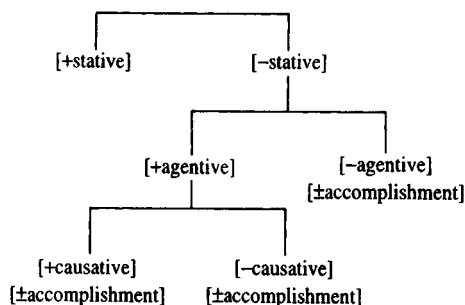 [+stative] [−stative]
[+agentive] [−agentive]
[±accomplishment]
[+causative] [−causative]
[±accomplishment] [±accomplishment]